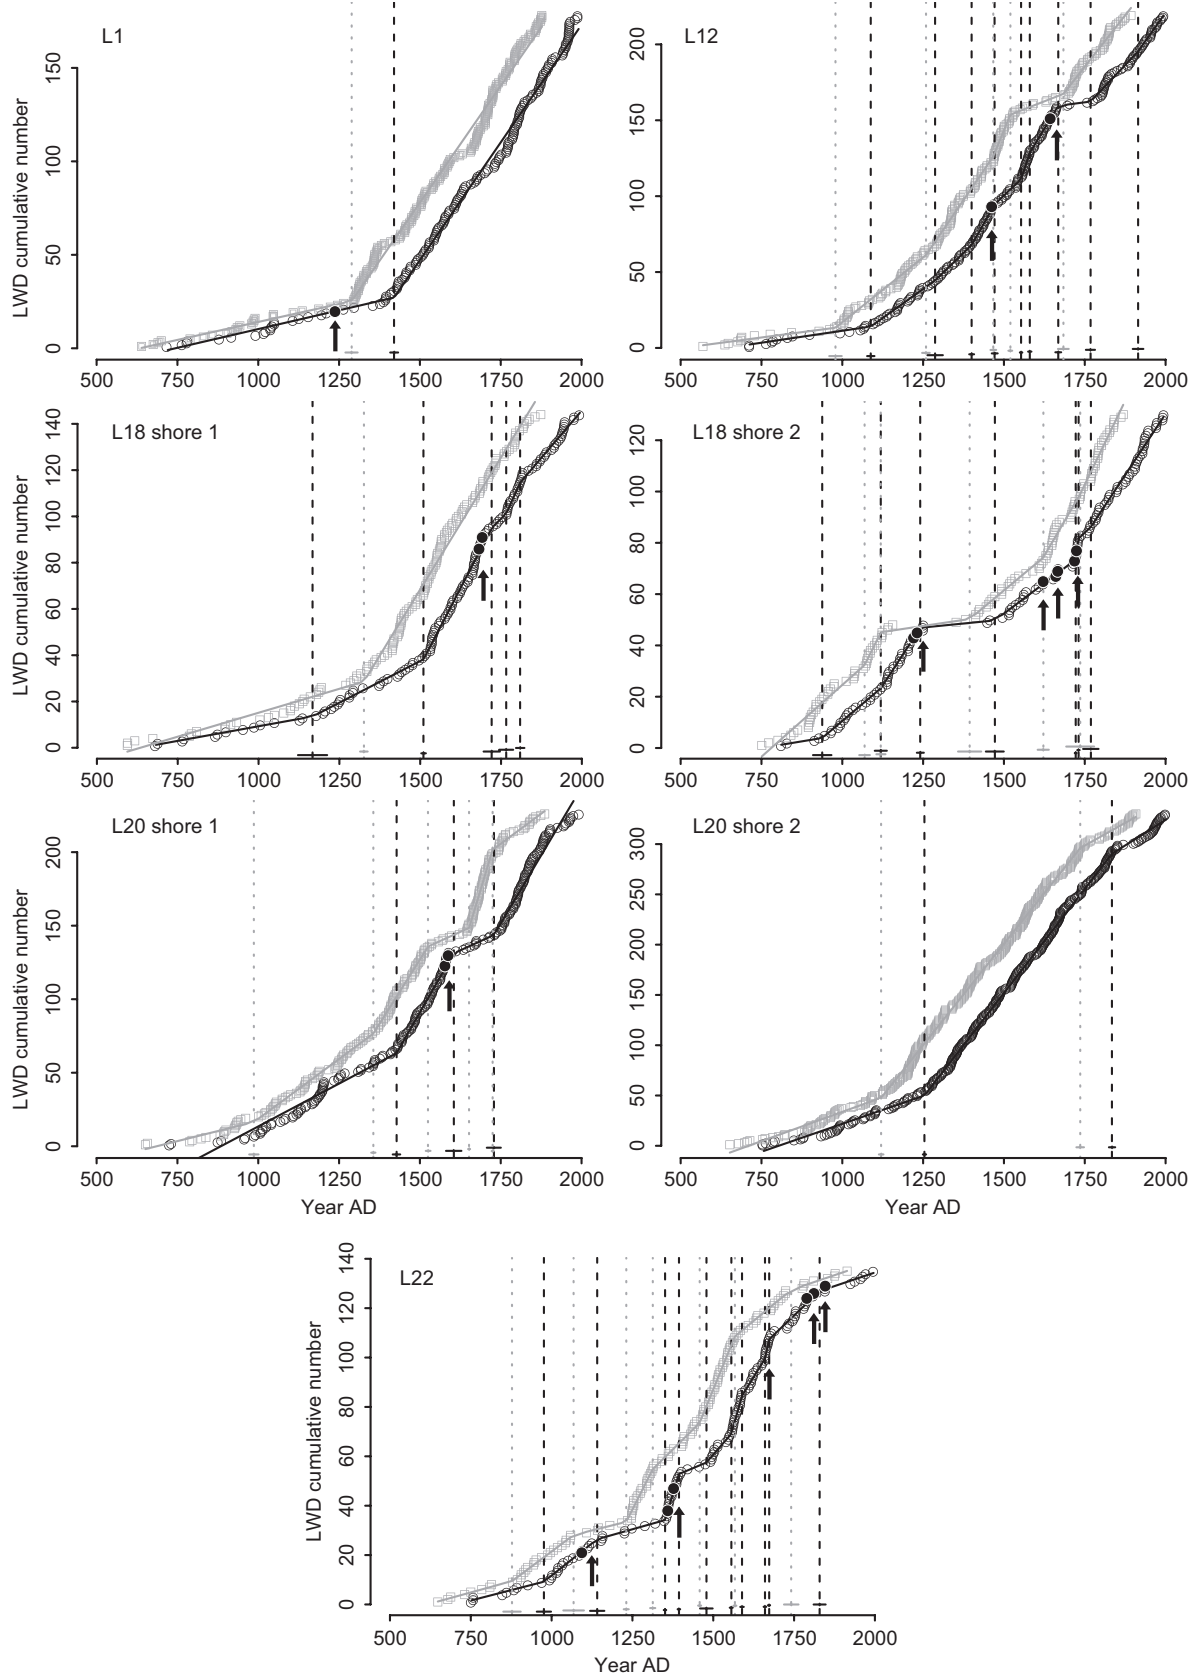 L1
LWD cumulative number
0 50 100 150
500 750 1000 1250 1500 1750 2000
L12
0 50 100 150 200
500 750 1000 1250 1500 1750 2000
L18 shore 1
LWD cumulative number
0 20 40 60 80 100 120 140
500 750 1000 1250 1500 1750 2000
L18 shore 2
0 20 40 60 80 100 120
500 750 1000 1250 1500 1750 2000
L20 shore 1
LWD cumulative number
0 50 100 150 200
500 750 1000 1250 1500 1750 2000
Year AD
L20 shore 2
0 50 100 150 200 250 300
500 750 1000 1250 1500 1750 2000
Year AD
L22
LWD cumulative number
0 20 40 60 80 100 120 140
500 750 1000 1250 1500 1750 2000
Year AD